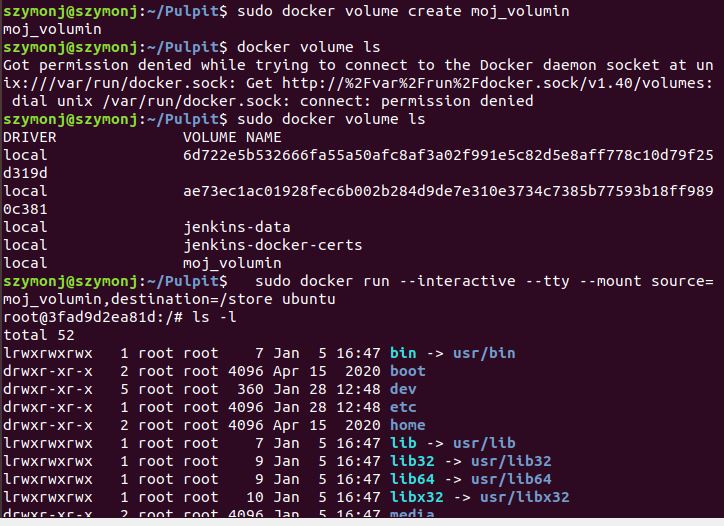 szymonj@szymonj:~/Pulpit$ sudo docker volume create moj_volumin
moj_volumin
szymonj@szymonj:~/Pulpit$ docker volume ls
Got permission denied while trying to connect to the Docker daemon socket at un
ix:///var/run/docker.sock: Get http://%2Fvar%2Frun%2Fdocker.sock/v1.40/volumes:
 dial unix /var/run/docker.sock: connect: permission denied
szymonj@szymonj:~/Pulpit$ sudo docker volume ls
DRIVER              VOLUME NAME
local               6d722e5b532666fa55a50afc8af3a02f991e5c82d5e8aff778c10d79f25
d319d
local               ae73ec1ac01928fec6b002b284d9de7e310e3734c7385b77593b18ff989
0c381
local               jenkins-data
local               jenkins-docker-certs
local               moj_volumin
szymonj@szymonj:~/Pulpit$   sudo docker run --interactive --tty --mount source=
moj_volumin,destination=/store ubuntu
root@3fad9d2ea81d:/# ls -l
total 52
lrwxrwxrwx   1 root root    7 Jan  5 16:47 bin -> usr/bin
drwxr-xr-x   2 root root 4096 Apr 15  2020 boot
drwxr-xr-x   5 root root  360 Jan 28 12:48 dev
drwxr-xr-x   1 root root 4096 Jan 28 12:48 etc
drwxr-xr-x   2 root root 4096 Apr 15  2020 home
lrwxrwxrwx   1 root root    7 Jan  5 16:47 lib -> usr/lib
lrwxrwxrwx   1 root root    9 Jan  5 16:47 lib32 -> usr/lib32
lrwxrwxrwx   1 root root    9 Jan  5 16:47 lib64 -> usr/lib64
lrwxrwxrwx   1 root root   10 Jan  5 16:47 libx32 -> usr/libx32
drwxr-xr-x   2 root root 4096 Jan  5 16:47 media